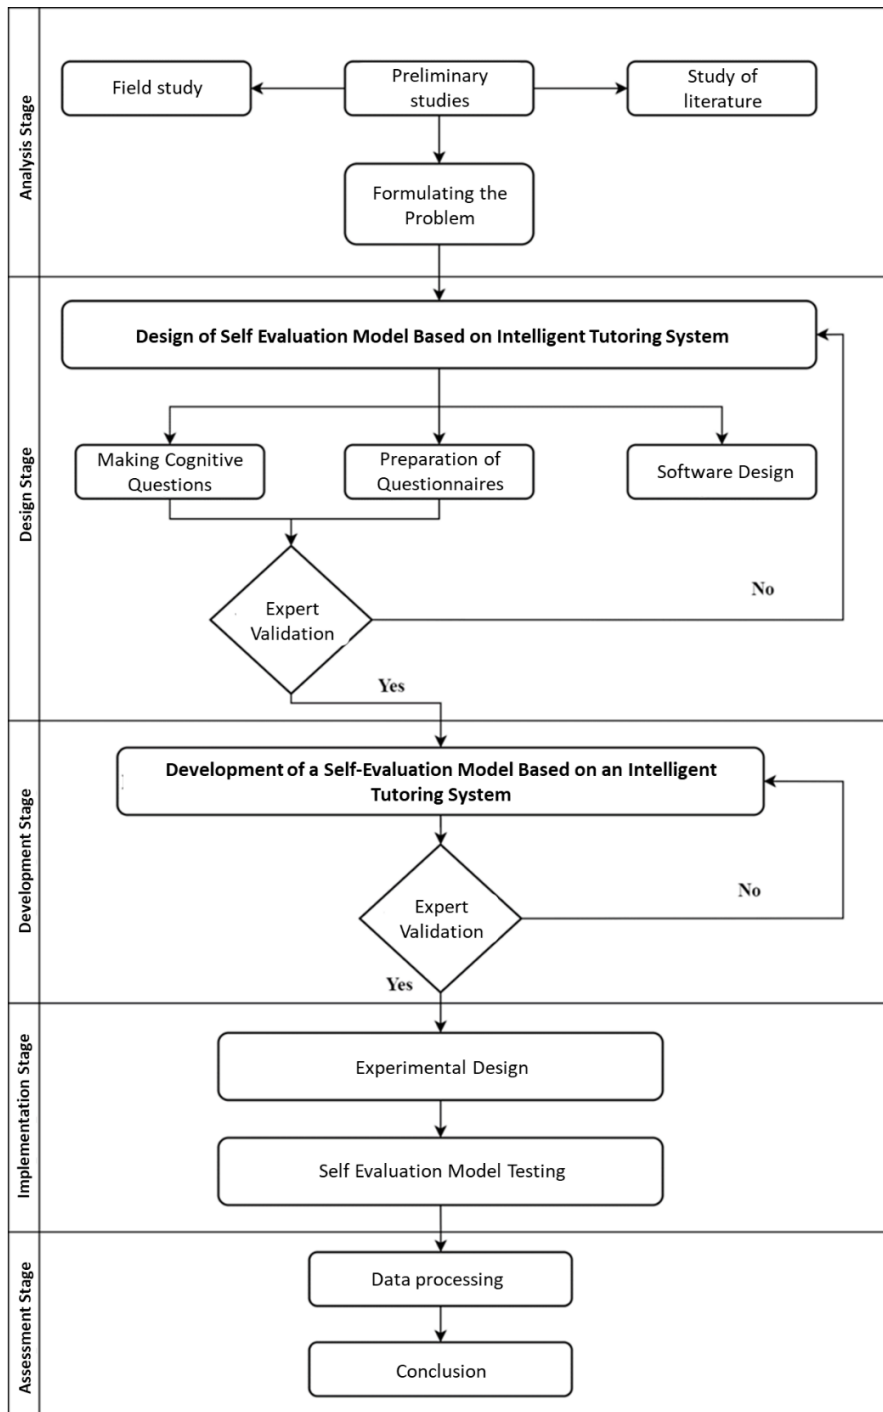 Analysis Stage
Field study
Preliminary
studies
Study of
literature
Formulating the
Problem
Design Stage
Design of Self Evaluation Model Based on Intelligent Tutoring System
Making Cognitive
Questions
Preparation of
Questionnaires
Software Design
Expert
Validation
No
Yes
Development Stage
Development of a Self-Evaluation Model Based on an Intelligent
Tutoring System
Expert
Validation
No
Yes
Implementation Stage
Experimental Design
Self Evaluation Model Testing
Assessment Stage
Data processing
Conclusion